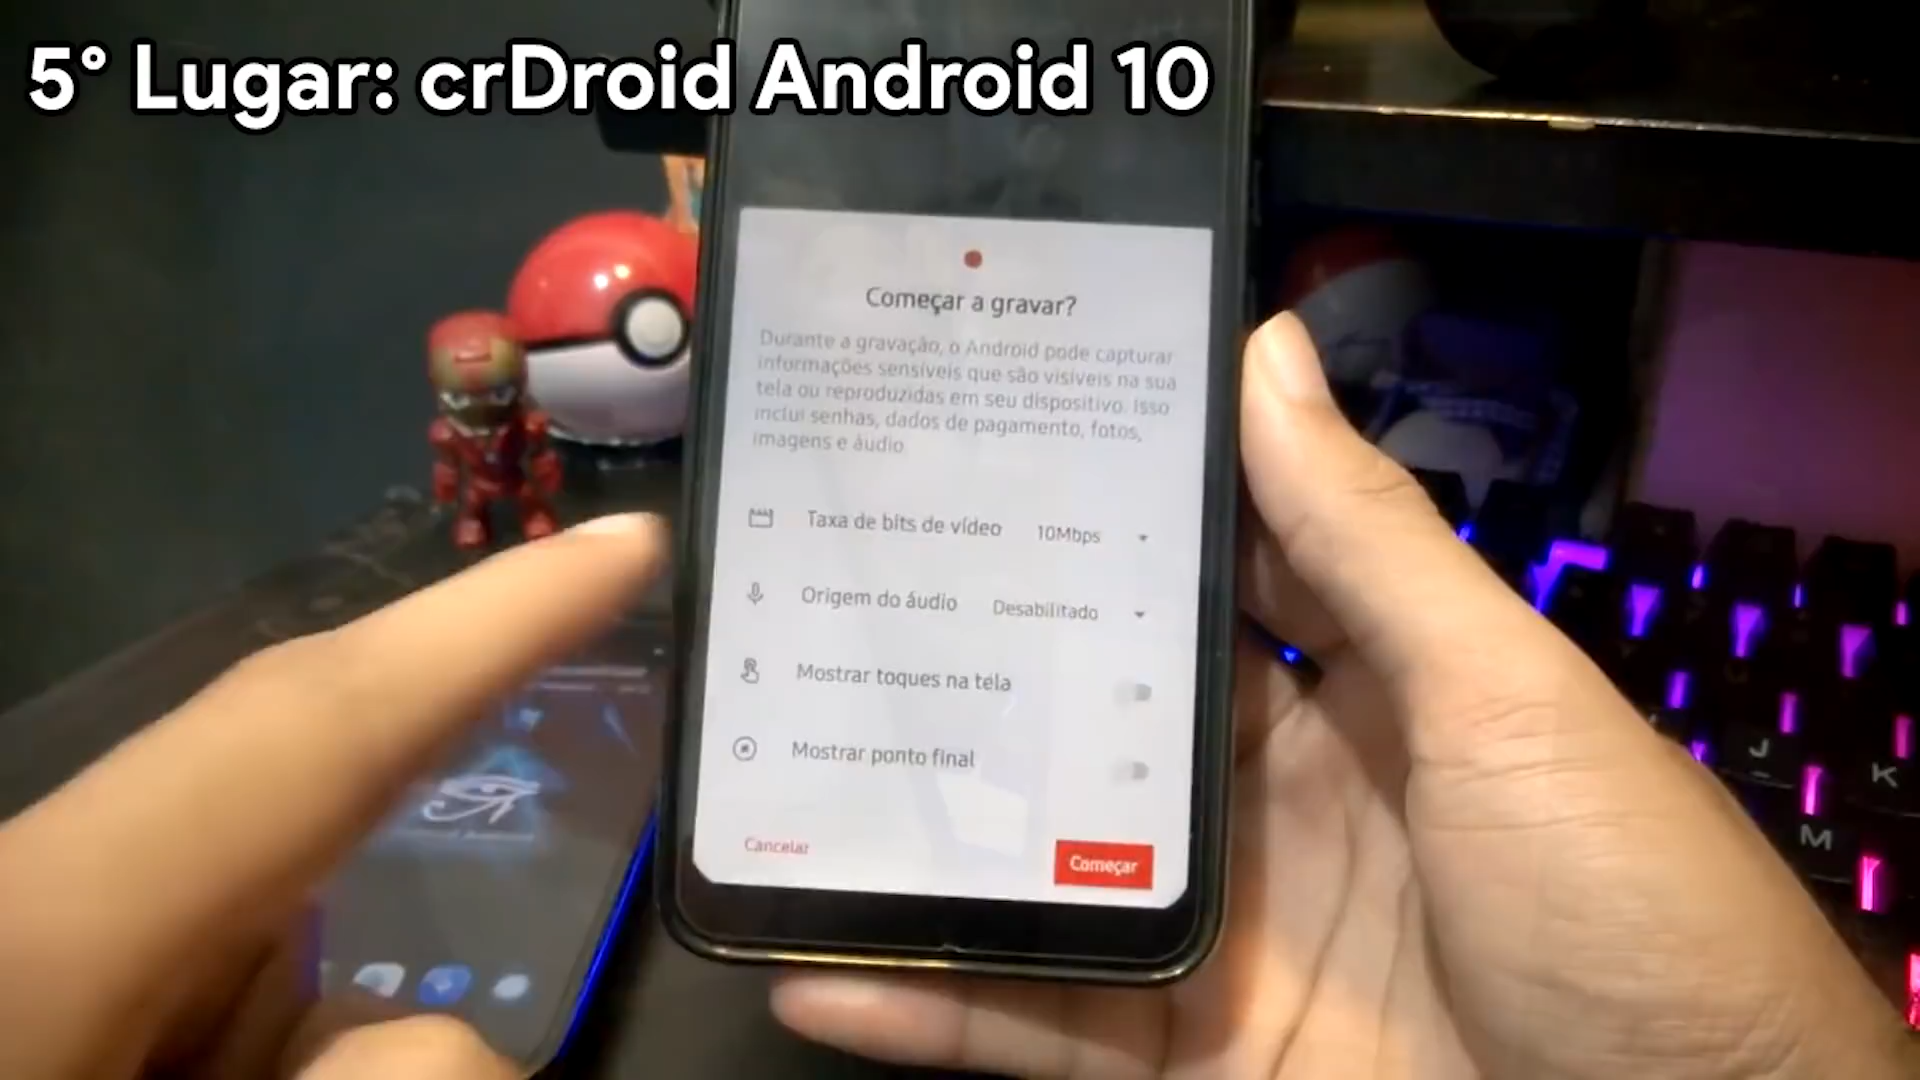 5° Lugar: crDroid Android 10
Começar a gravar?
Durante a gravação, o Android pode capturar
informações sensíveis que são visíveis na sua
tela ou reproduzidas em seu dispositivo. Isso
inclui senhas, dados de pagamento, fotos,
imagens e áudio
Taxa de bits de vídeo 10Mbps
Origem do áudio Desabilitado
Mostrar toques na tela
Mostrar ponto final
Cancelar Começar
J
K
M